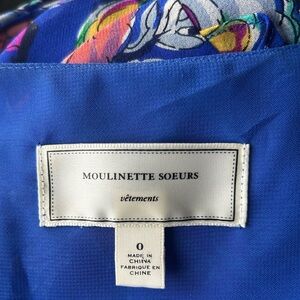 MOULINETTE SOEURS
vêtements
0
MADE IN
CHINA
FABRIQUÉ EN
CHINE